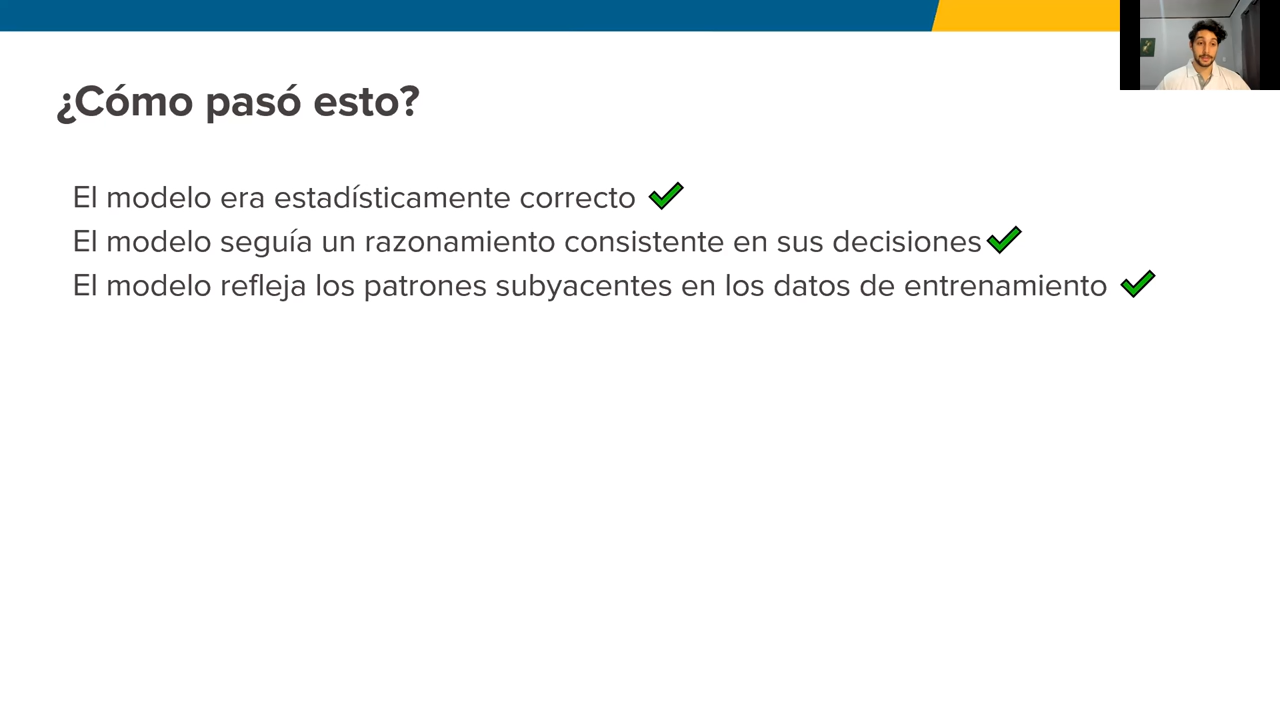 ¿Cómo pasó esto?
El modelo era estadísticamente correcto
El modelo seguía un razonamiento consistente en sus decisiones
El modelo refleja los patrones subyacentes en los datos de entrenamiento